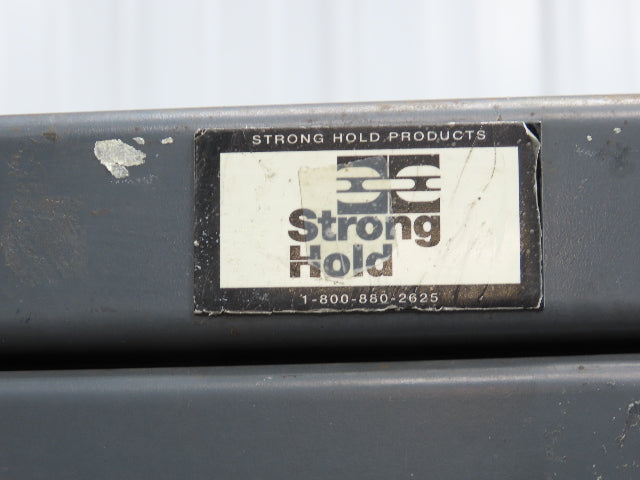 STRONG HOLD PRODUCTS
Strong
Hold
1-800-880-2625